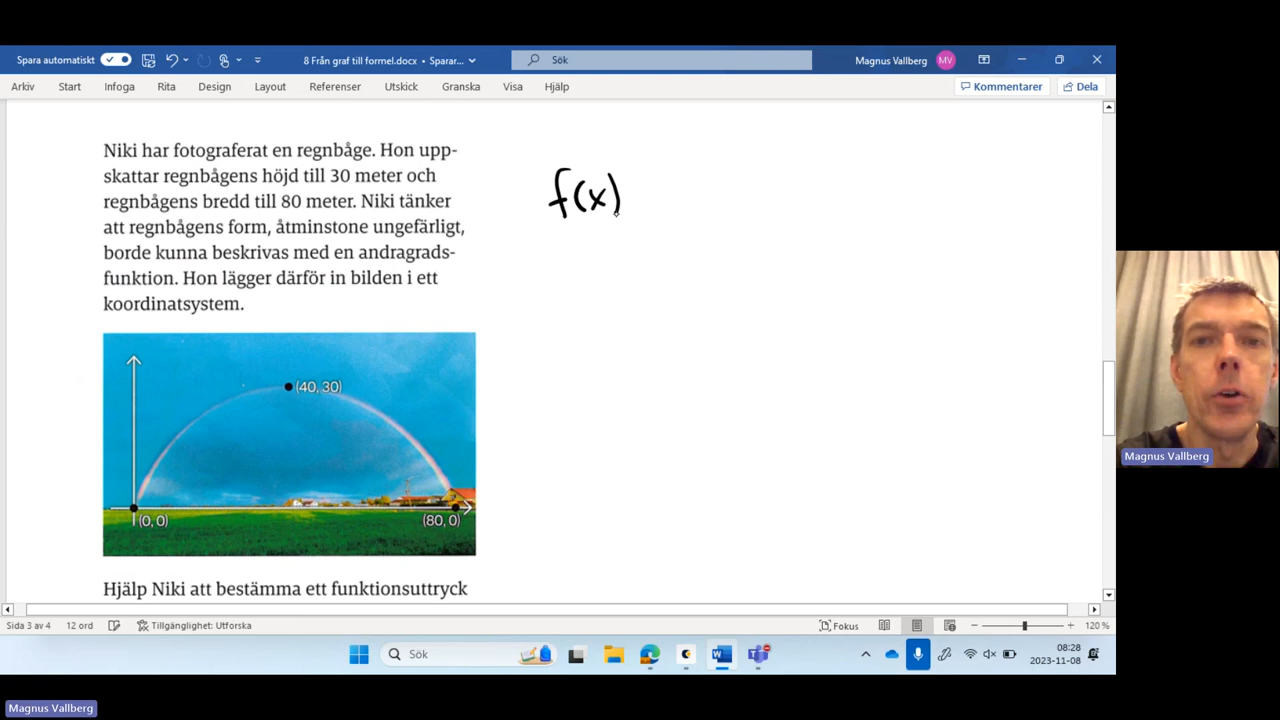 Spara automatiskt
8 Från graf till formel.docx • Sparar...
Sök
Magnus Vallberg
MV
Arkiv Start Infoga Rita Design Layout Referenser Utskick Granska Visa Hjälp
Kommentarer
Dela
Niki har fotograferat en regnbåge. Hon upp-
skattar regnbågens höjd till 30 meter och
regnbågens bredd till 80 meter. Niki tänker
att regnbågens form, åtminstone ungefärligt,
borde kunna beskrivas med en andragrads-
funktion. Hon lägger därför in bilden i ett
koordinatsystem.
f(x)
(40, 30)
(0, 0)
(80, 0)
Hjälp Niki att bestämma ett funktionsuttryck
Magnus Vallberg
Sida 3 av 4 12 ord Tillgänglighet: Utforska
Fokus
120 %
Sök
08:28
2023-11-08
Magnus Vallberg